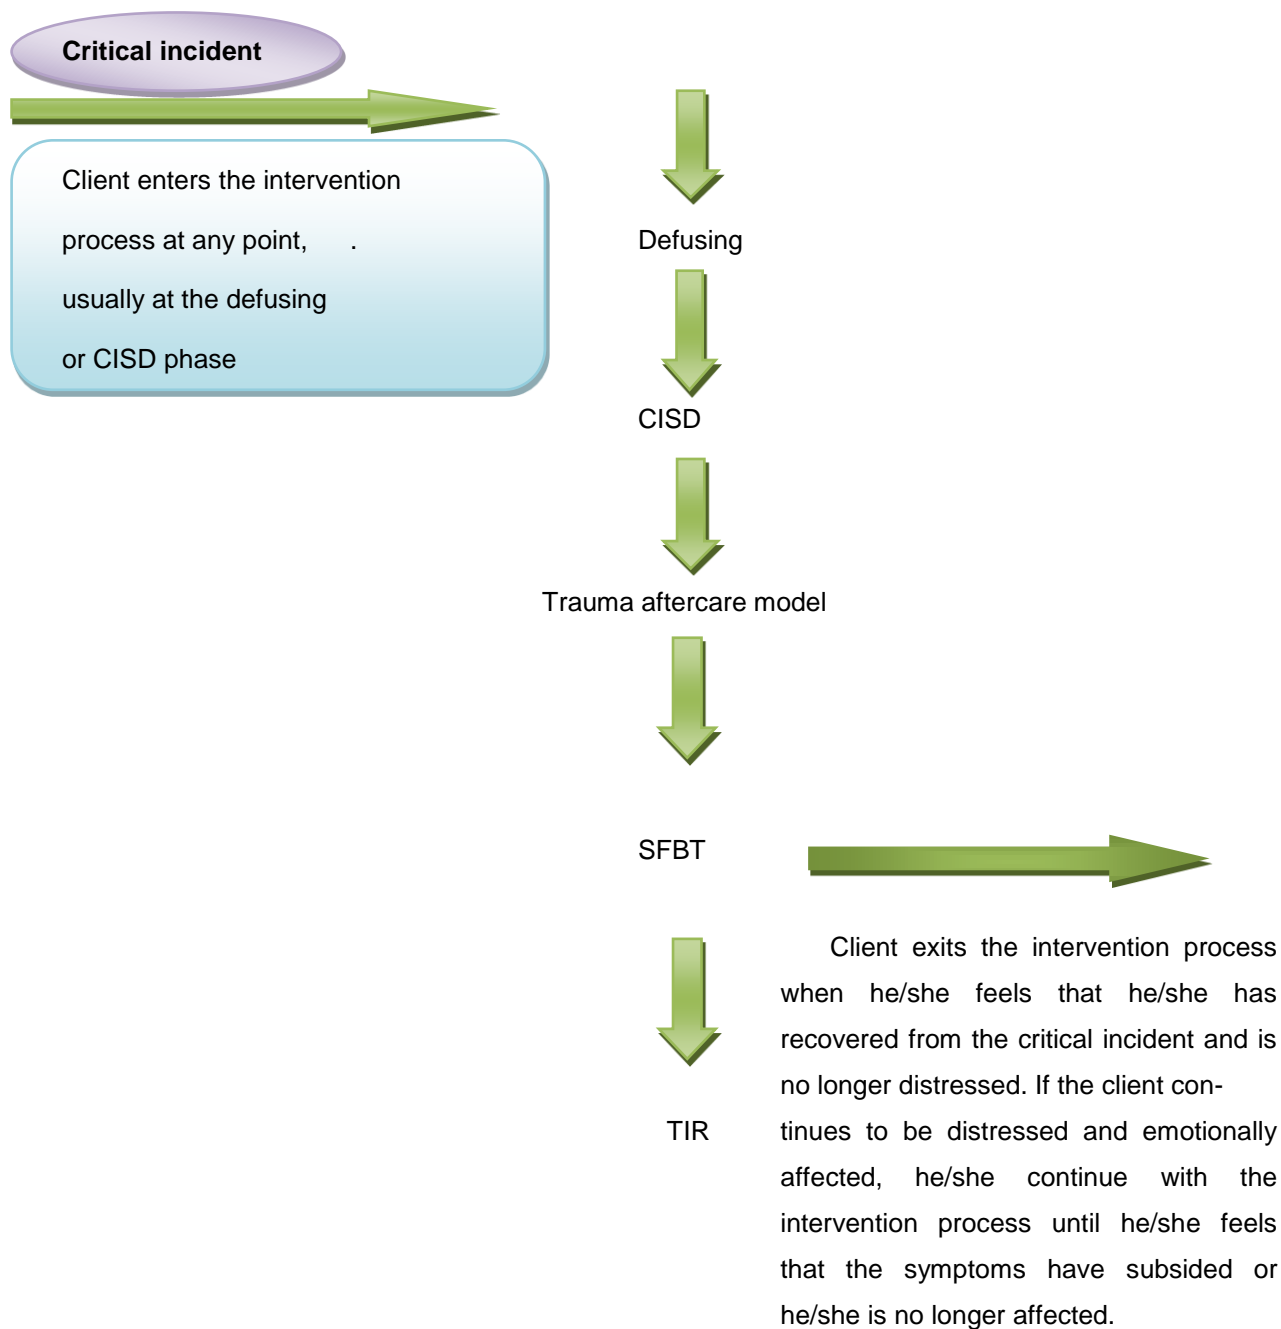 Critical incident
Client enters the intervention
process at any point, .
usually at the defusing
or CISD phase
Defusing
CISD
Trauma aftercare model
SFBT
TIR
Client exits the intervention process
when he/she feels that he/she has
recovered from the critical incident and is
no longer distressed. If the client con-
tinues to be distressed and emotionally
affected, he/she continue with the
intervention process until he/she feels
that the symptoms have subsided or
he/she is no longer affected.